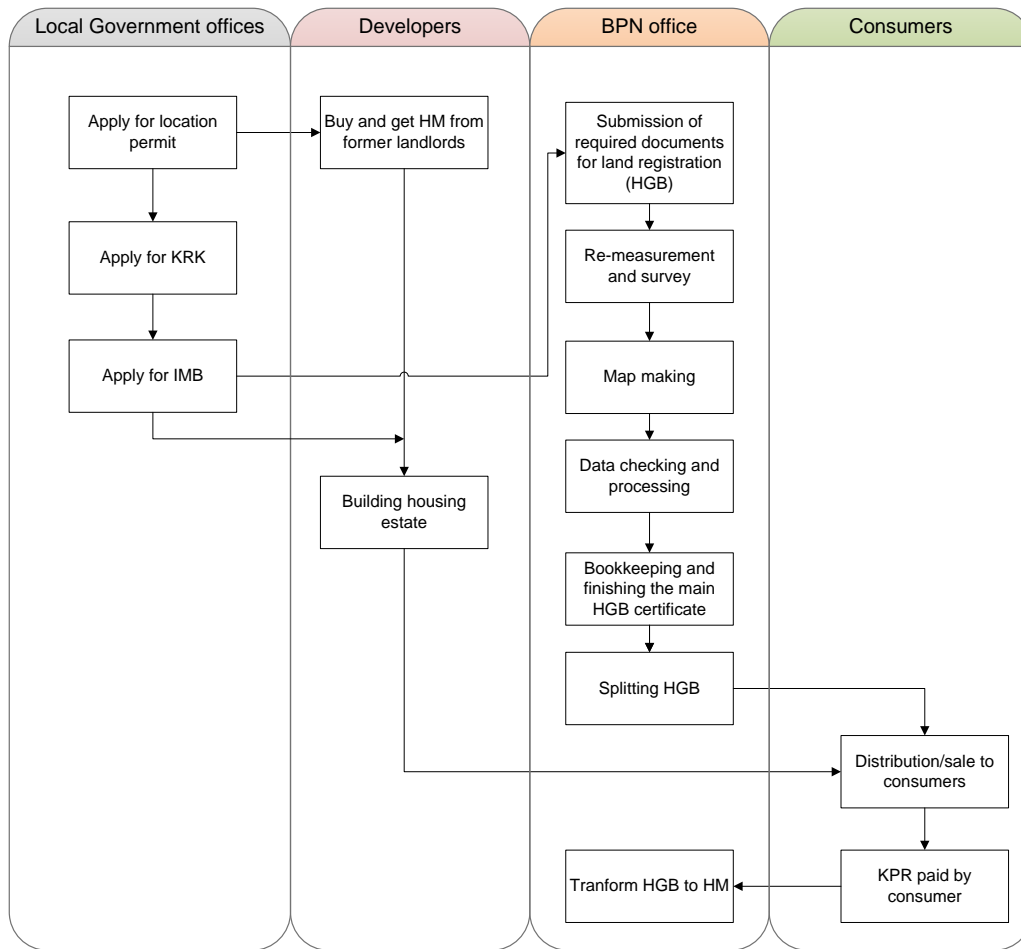 Local Government offices
Developers
BPN office
Consumers
Apply for location
permit
Buy and get HM from
former landlords
Submission of
required documents
for land registration
(HGB)
Apply for KRK
Re-measurement
and survey
Apply for IMB
Map making
Data checking and
processing
Building housing
estate
Bookkeeping and
finishing the main
HGB certificate
Splitting HGB
Distribution/sale to
consumers
Tranform HGB to HM
KPR paid by
consumer